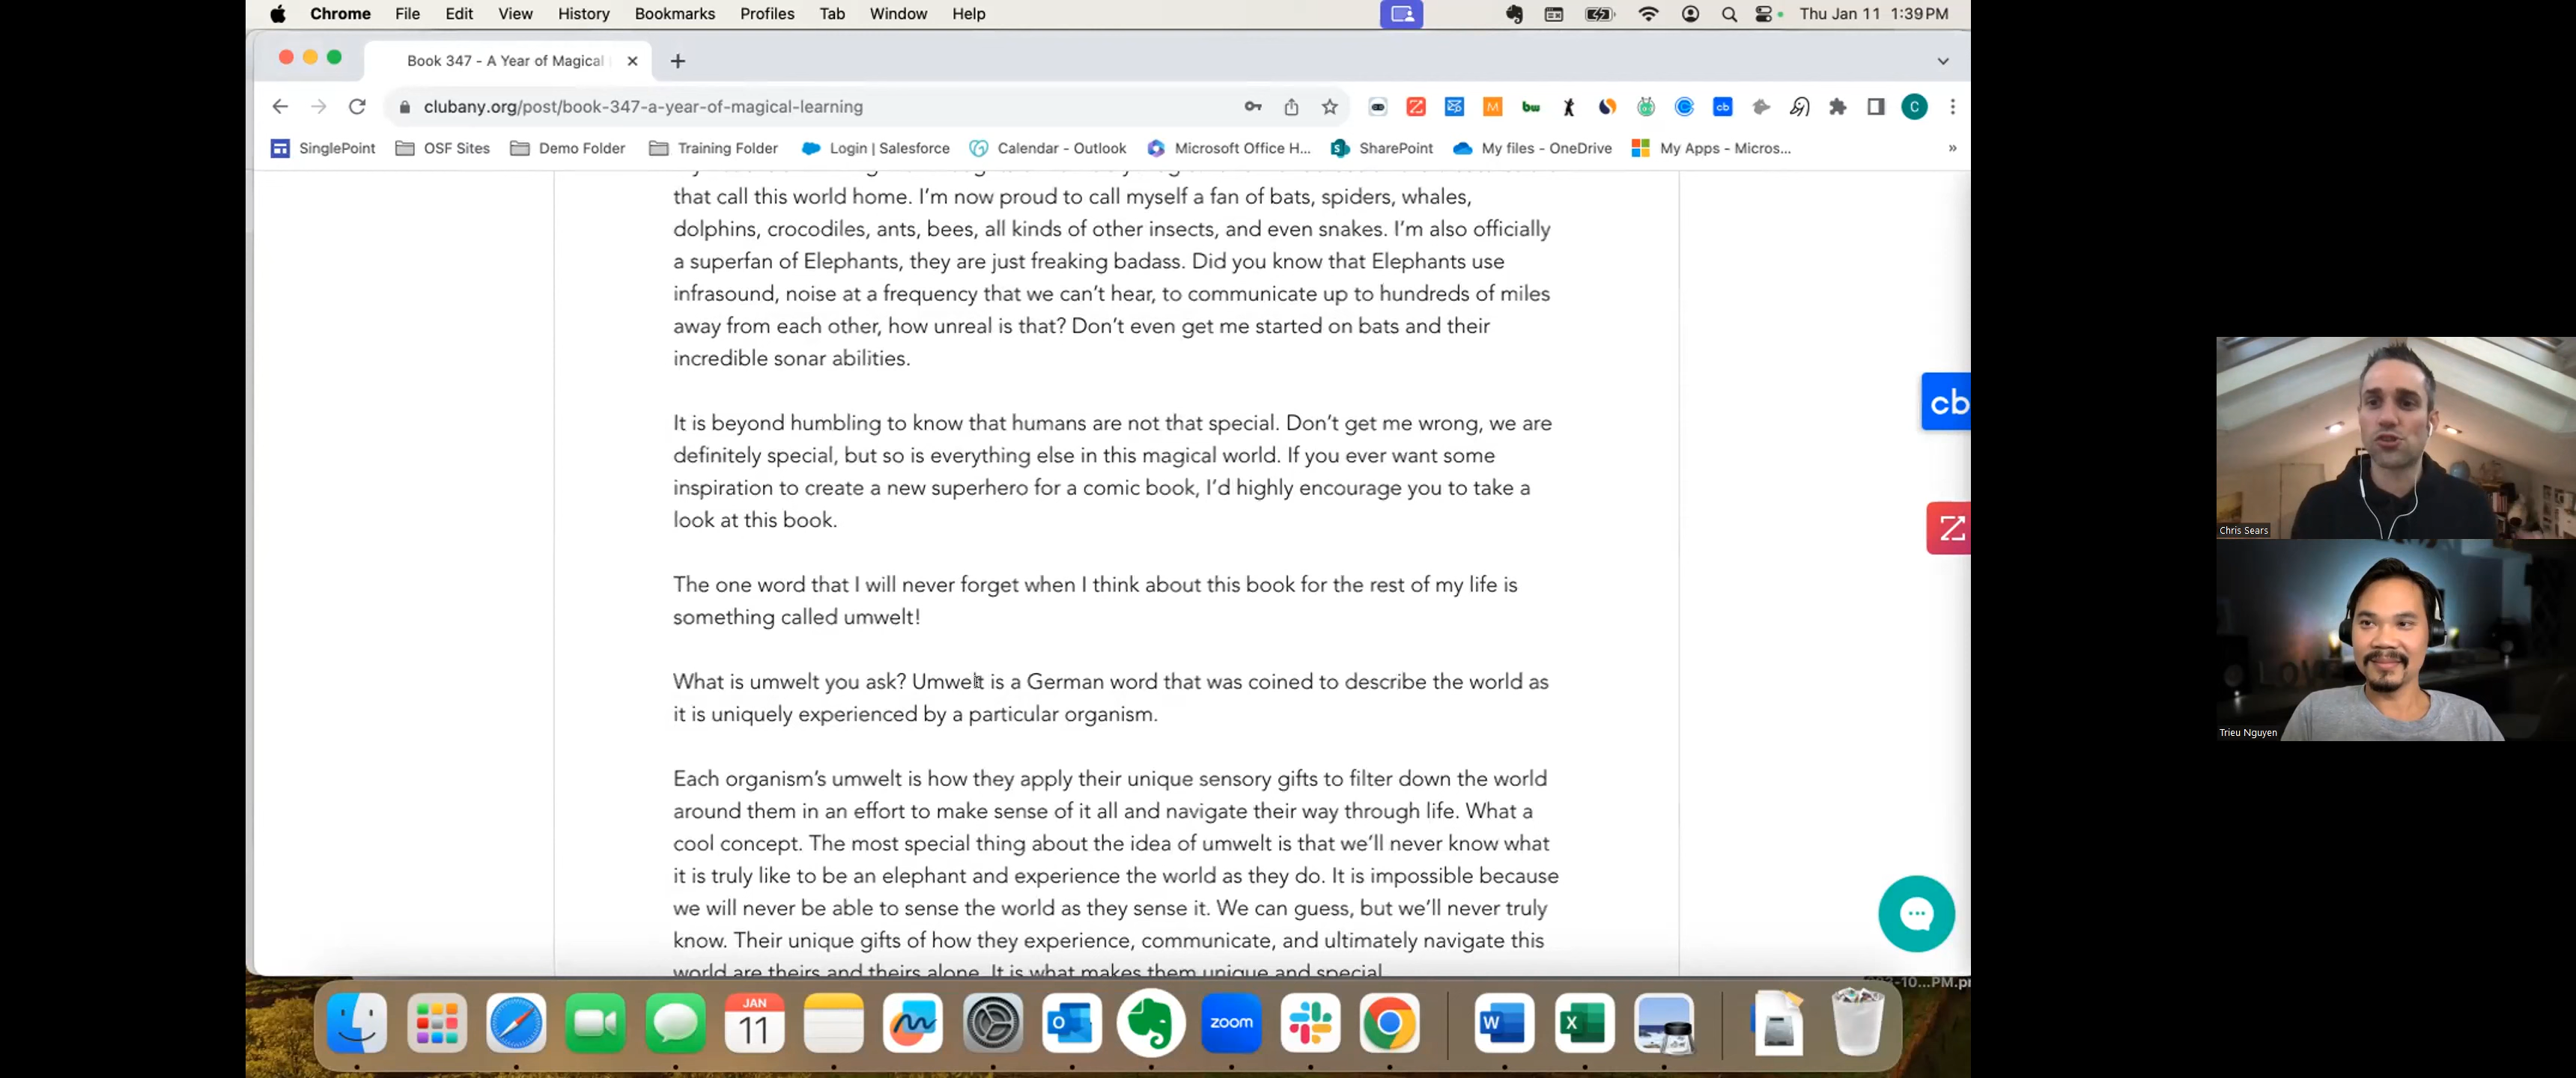 Chrome File Edit View History Bookmarks Profiles Tab Window Help Thu Jan 11 1:39 PM
Book 347 - A Year of Magical
clubany.org/post/book-347-a-year-of-magical-learning
M bw cb C
SinglePoint OSF Sites Demo Folder Training Folder Login | Salesforce Calendar - Outlook Microsoft Office H... SharePoint My files - OneDrive My Apps - Micros... »
that call this world home. I'm now proud to call myself a fan of bats, spiders, whales,
dolphins, crocodiles, ants, bees, all kinds of other insects, and even snakes. I'm also officially
a superfan of Elephants, they are just freaking badass. Did you know that Elephants use
infrasound, noise at a frequency that we can't hear, to communicate up to hundreds of miles
away from each other, how unreal is that? Don't even get me started on bats and their
incredible sonar abilities.
It is beyond humbling to know that humans are not that special. Don't get me wrong, we are
definitely special, but so is everything else in this magical world. If you ever want some
inspiration to create a new superhero for a comic book, I'd highly encourage you to take a
look at this book.
The one word that I will never forget when I think about this book for the rest of my life is
something called umwelt!
What is umwelt you ask? Umwelt is a German word that was coined to describe the world as
it is uniquely experienced by a particular organism.
Each organism's umwelt is how they apply their unique sensory gifts to filter down the world
around them in an effort to make sense of it all and navigate their way through life. What a
cool concept. The most special thing about the idea of umwelt is that we'll never know what
it is truly like to be an elephant and experience the world as they do. It is impossible because
we will never be able to sense the world as they sense it. We can guess, but we'll never truly
know. Their unique gifts of how they experience, communicate, and ultimately navigate this
world are theirs and theirs alone. It is what makes them unique and special.
cb
Z
Chris Sears
LOVE
Trieu Nguyen
-10...PM.p
JAN
11
O
zoom
W
X